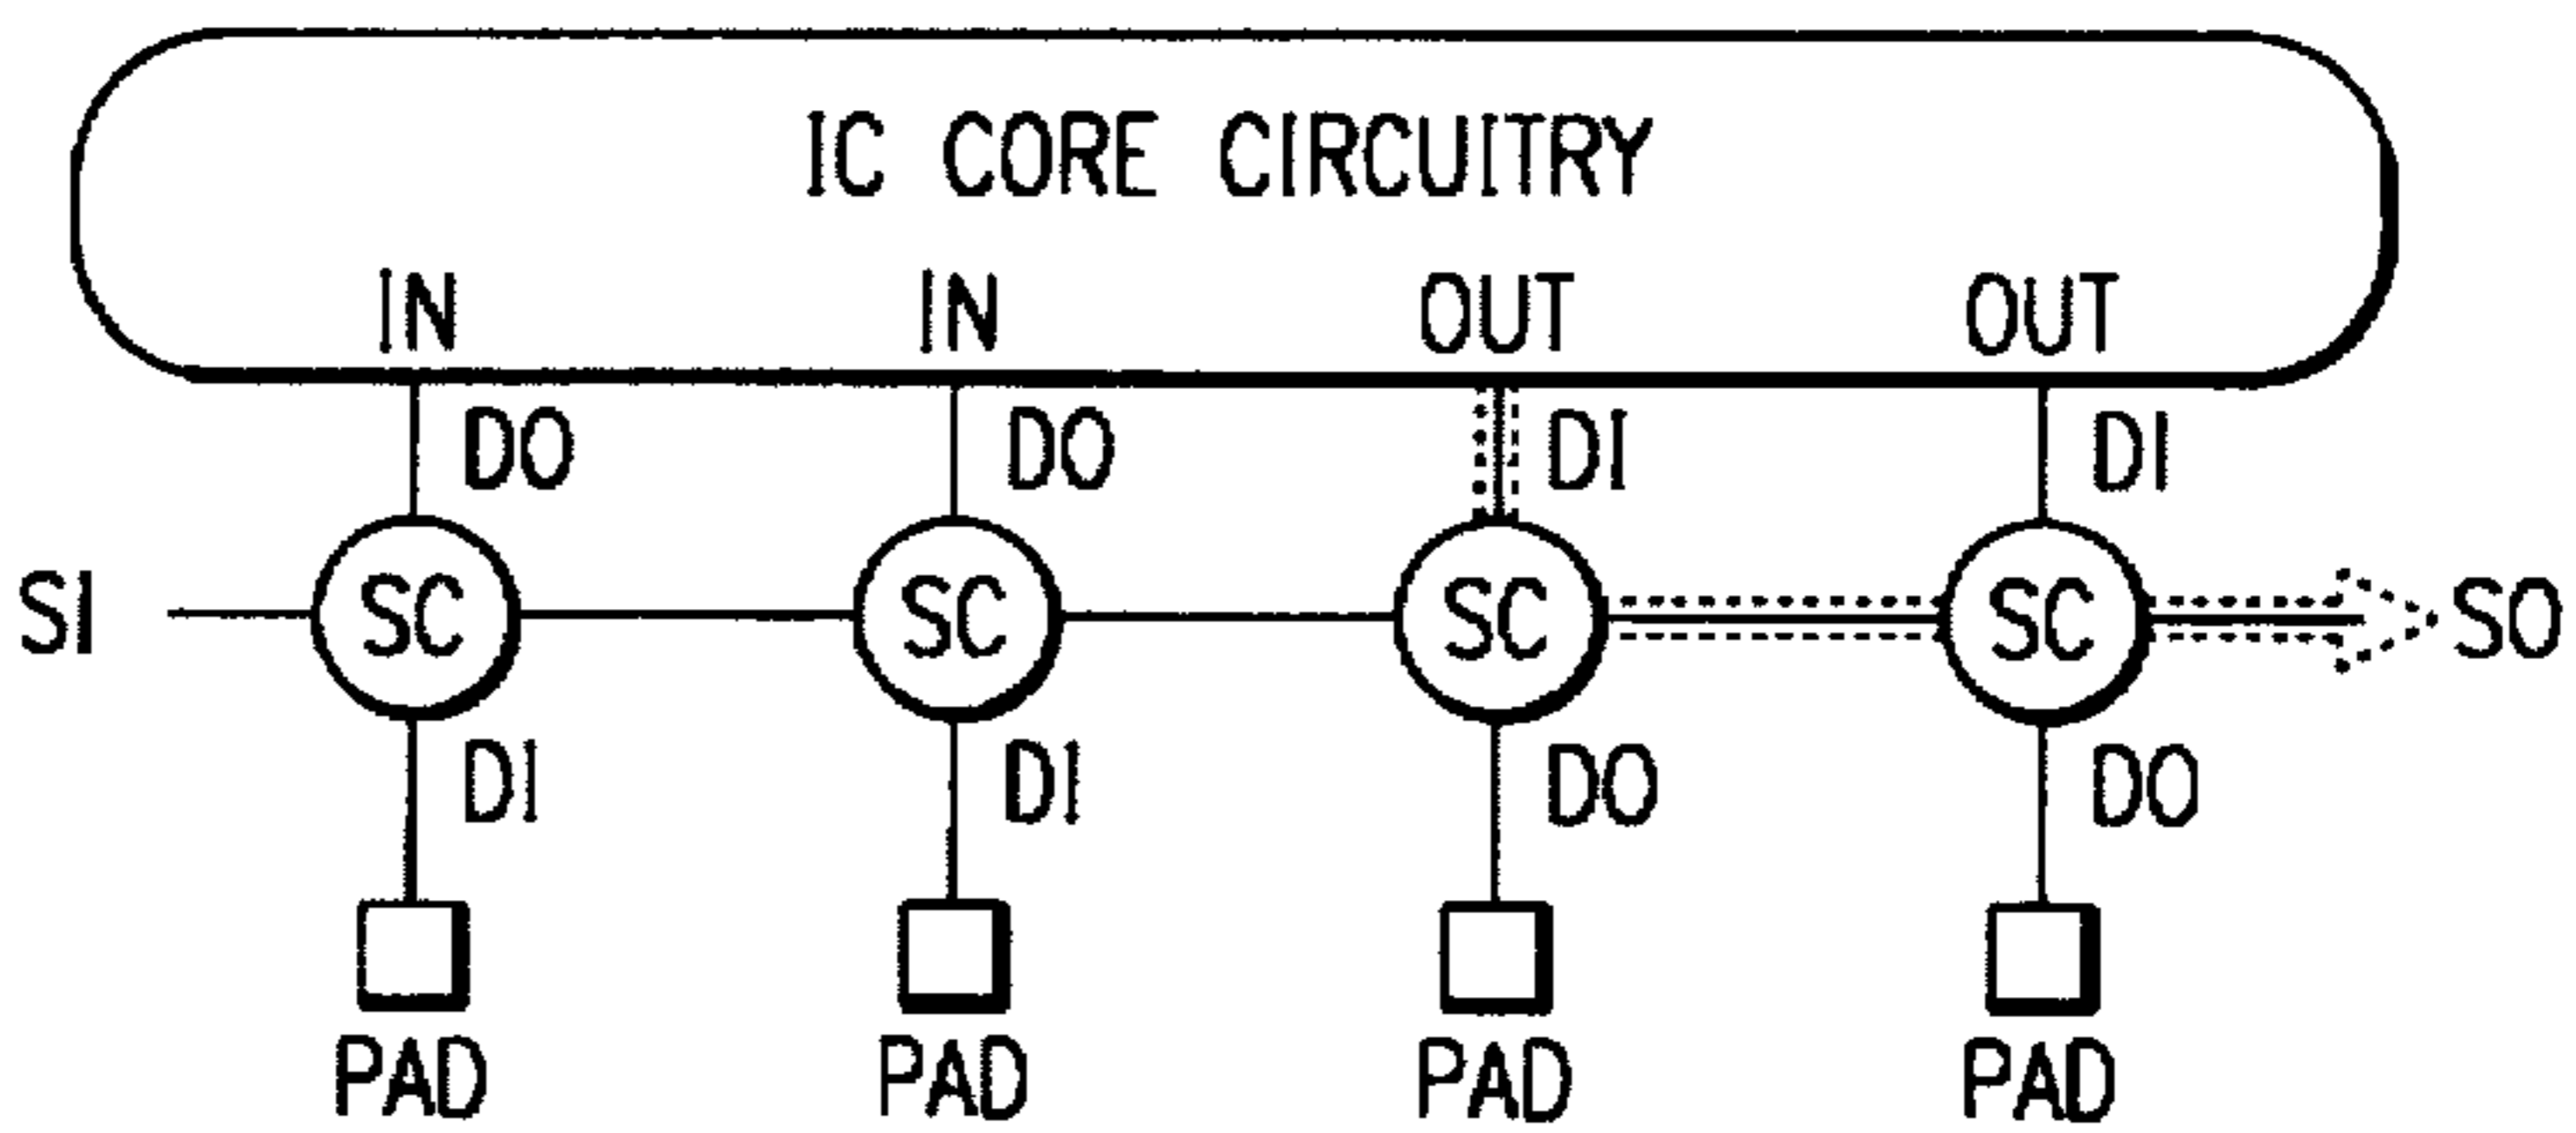 IC CORE CIRCUITRY
IN IN OUT OUT
DO DO DI DI
SI SC SC SC SC SO
DI DI DO DO
PAD PAD PAD PAD